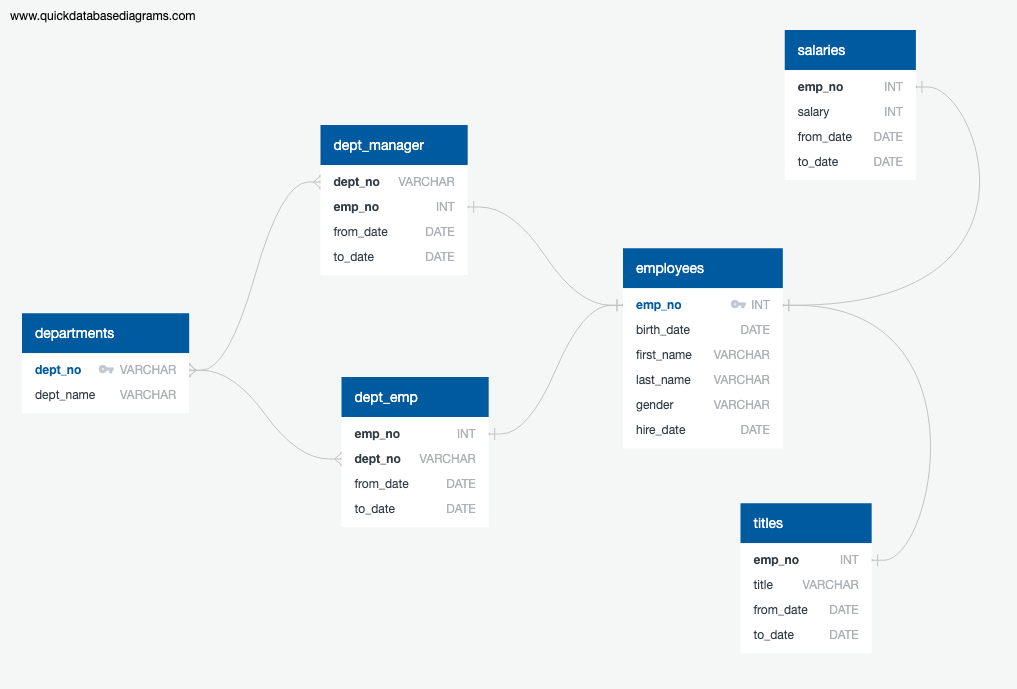 www.quickdatabasediagrams.com
salaries
emp_no INT
salary INT
from_date DATE
to_date DATE
dept_manager
dept_no VARCHAR
emp_no INT
from_date DATE
to_date DATE
employees
emp_no INT
birth_date DATE
first_name VARCHAR
last_name VARCHAR
gender VARCHAR
hire_date DATE
departments
dept_no VARCHAR
dept_name VARCHAR
dept_emp
emp_no INT
dept_no VARCHAR
from_date DATE
to_date DATE
titles
emp_no INT
title VARCHAR
from_date DATE
to_date DATE